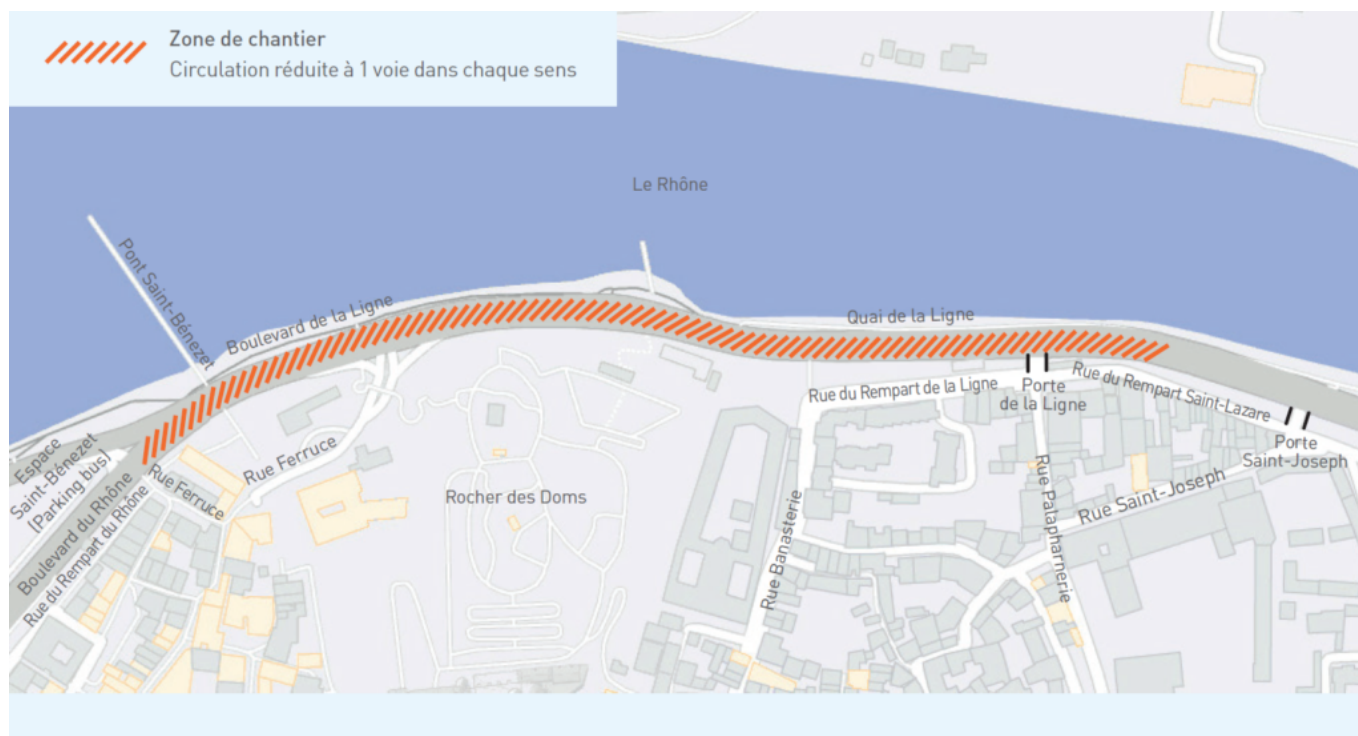 Zone de chantier
Circulation réduite à 1 voie dans chaque sens
Le Rhône
Pont Saint-Bénezet
Boulevard de la Ligne
Quai de la Ligne
Rue du Rempart de la Ligne
Porte
de la Ligne
Rue du Rempart Saint-Lazare
Porte
Saint-Joseph
Espace
Saint-Bénezet
(Parking bus)
Boulevard du Rhône
Rue du Rempart du Rhône
Rue Ferruce
Rue Ferruce
Rocher des Doms
Rue Banasterie
Rue Palapharnerie
Rue Saint-Joseph